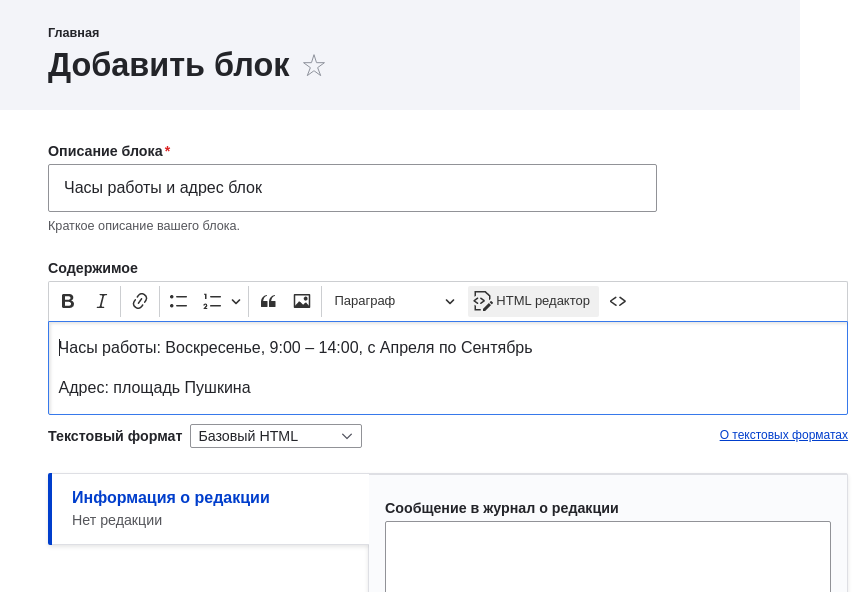 Главная
Добавить блок
Описание блока*
Часы работы и адрес блок
Краткое описание вашего блока.
Содержимое
B I Параграф HTML редактор
Часы работы: Воскресенье, 9:00 – 14:00, с Апреля по Сентябрь
Адрес: площадь Пушкина
Текстовый формат Базовый HTML О текстовых форматах
Информация о редакции
Нет редакции
Сообщение в журнал о редакции